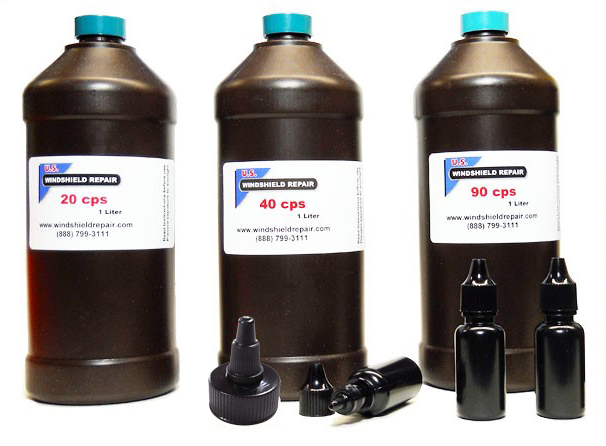 U.S.
WINDSHIELD REPAIR
20 cps
1 Liter
www.windshieldrepair.com
(888) 799-3111
U.S.
WINDSHIELD REPAIR
40 cps
1 Liter
www.windshieldrepair.com
(888) 799-3111
U.S.
WINDSHIELD REPAIR
90 cps
1 Liter
www.windshieldrepair.com
(888) 799-3111